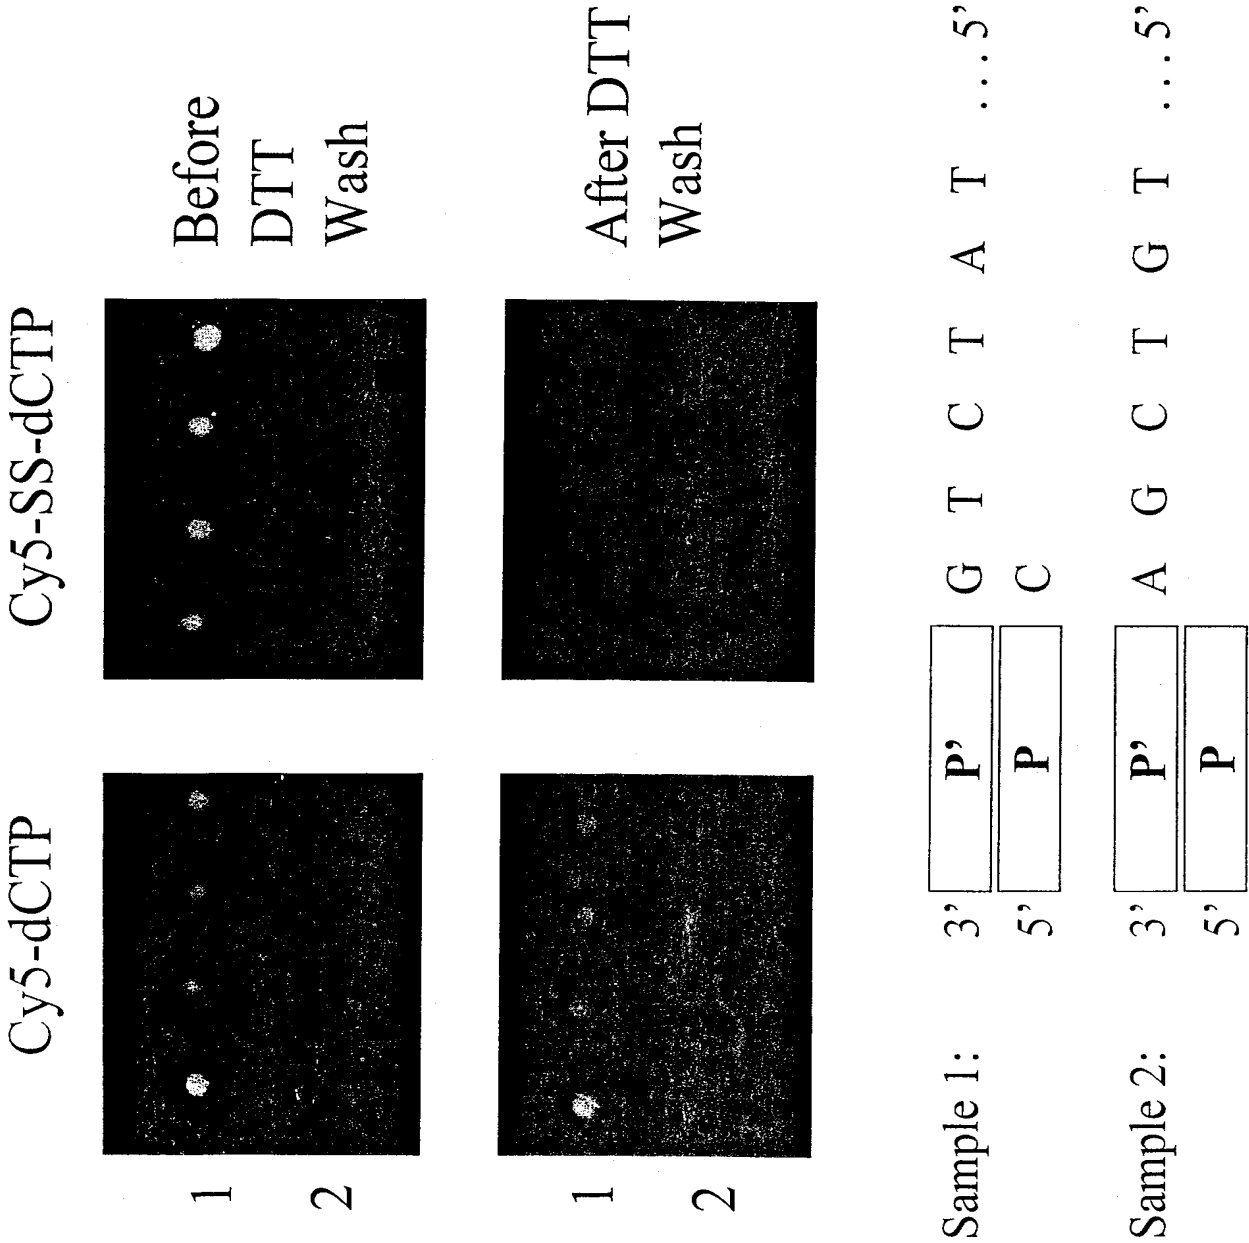 Cy5-dCTP
Cy5-SS-dCTP
1
2
Before
DTT
Wash
1
2
After DTT
Wash
Sample 1:
3’ P’ G T C T A T ...5’
5’ P C
Sample 2:
3’ P’ A G C T G T ...5’
5’ P